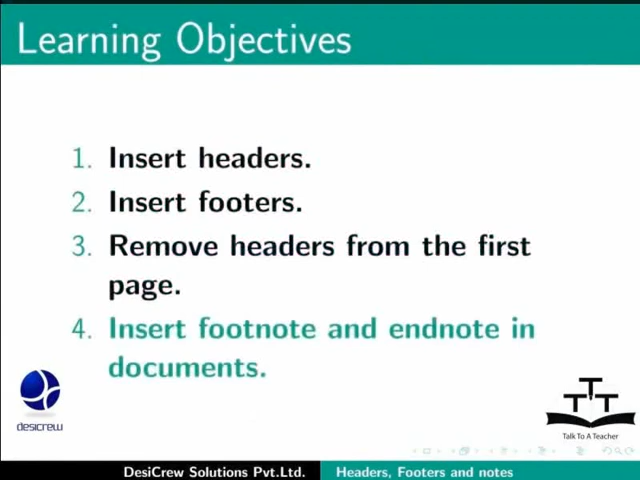 Learning Objectives
1. Insert headers.
2. Insert footers.
3. Remove headers from the first
page.
4. Insert footnote and endnote in
documents.
desicrew
TTT
Talk To A Teacher
DesiCrew Solutions Pvt.Ltd. Headers, Footers and notes